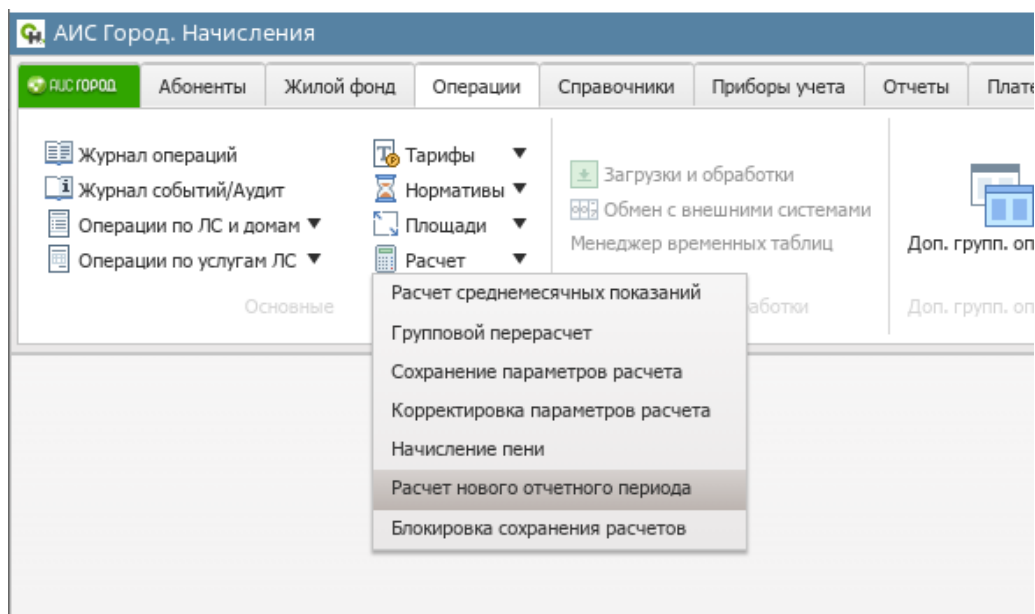 АИС Город. Начисления
АИС ГОРОД Абоненты Жилой фонд Операции Справочники Приборы учета Отчеты Плате
Журнал операций
Журнал событий/Аудит
Операции по ЛС и домам
Операции по услугам ЛС
Основные
Тарифы
Нормативы
Площади
Расчет
Загрузки и обработки
Обмен с внешними системами
Менеджер временных таблиц
аботки
Доп. групп. оп
Доп. групп. оп
Расчет среднемесячных показаний
Групповой перерасчет
Сохранение параметров расчета
Корректировка параметров расчета
Начисление пени
Расчет нового отчетного периода
Блокировка сохранения расчетов